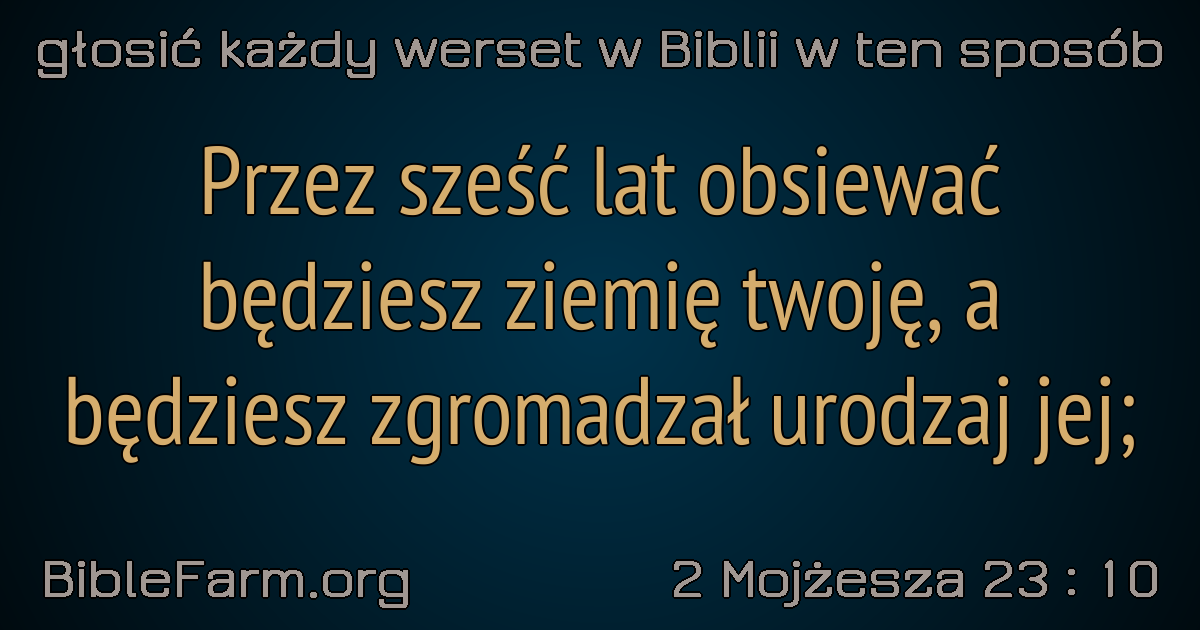 głosić każdy werset w Biblii w ten sposób
Przez sześć lat obsiewać
będziesz ziemię twoję, a
będziesz zgromadzał urodzaj jej;
BibleFarm.org
2 Mojżesza 23 : 10